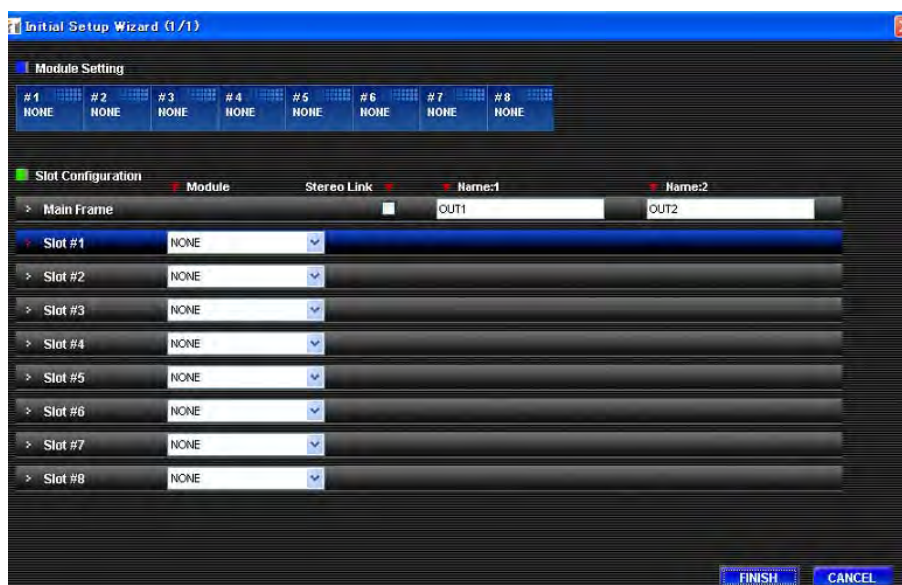 Initial Setup Wizard (1/1)
Module Setting
#1 #2 #3 #4 #5 #6 #7 #8
NONE NONE NONE NONE NONE NONE NONE NONE
Slot Configuration
Module Stereo Link Name:1 Name:2
Main Frame OUT1 OUT2
Slot #1 NONE
Slot #2 NONE
Slot #3 NONE
Slot #4 NONE
Slot #5 NONE
Slot #6 NONE
Slot #7 NONE
Slot #8 NONE
FINISH CANCEL